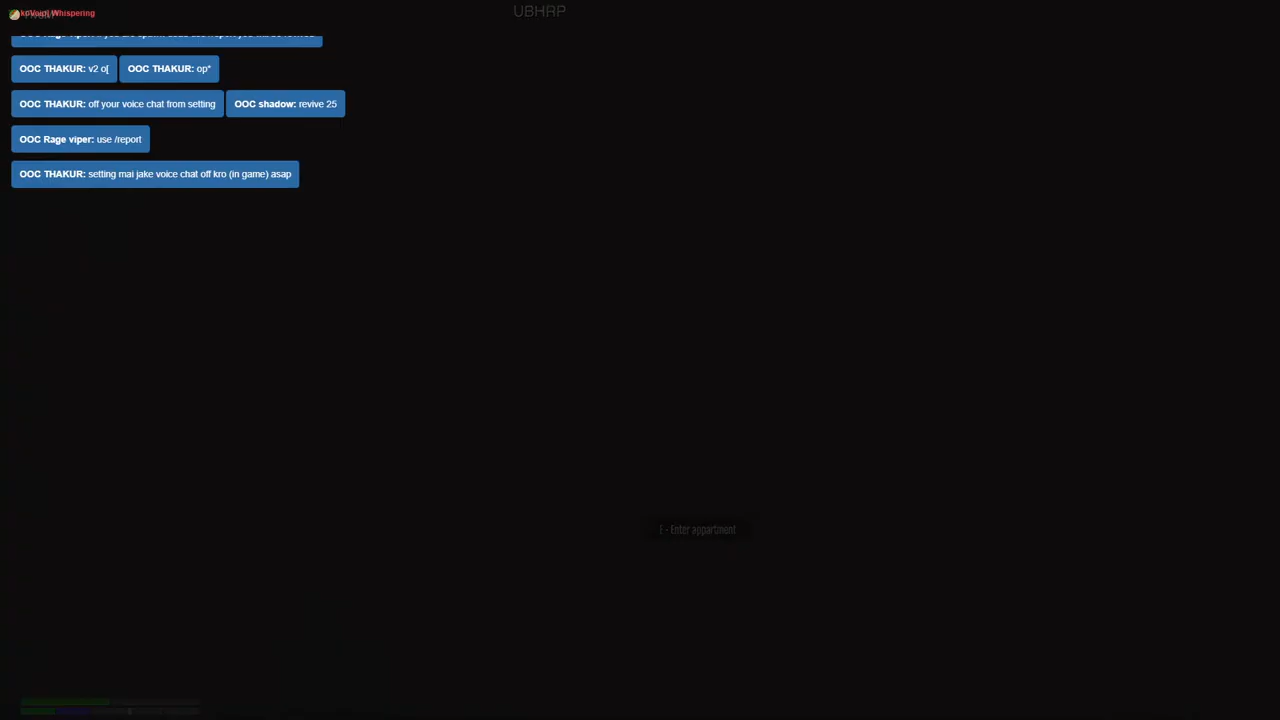 Whispering
UBHRP
OOC THAKUR: v2 o[ OOC THAKUR: op*
OOC THAKUR: off your voice chat from setting OOC shadow: revive 25
OOC Rage viper: use /report
OOC THAKUR: setting mai jake voice chat off kro (in game) asap
E - Enter appartment